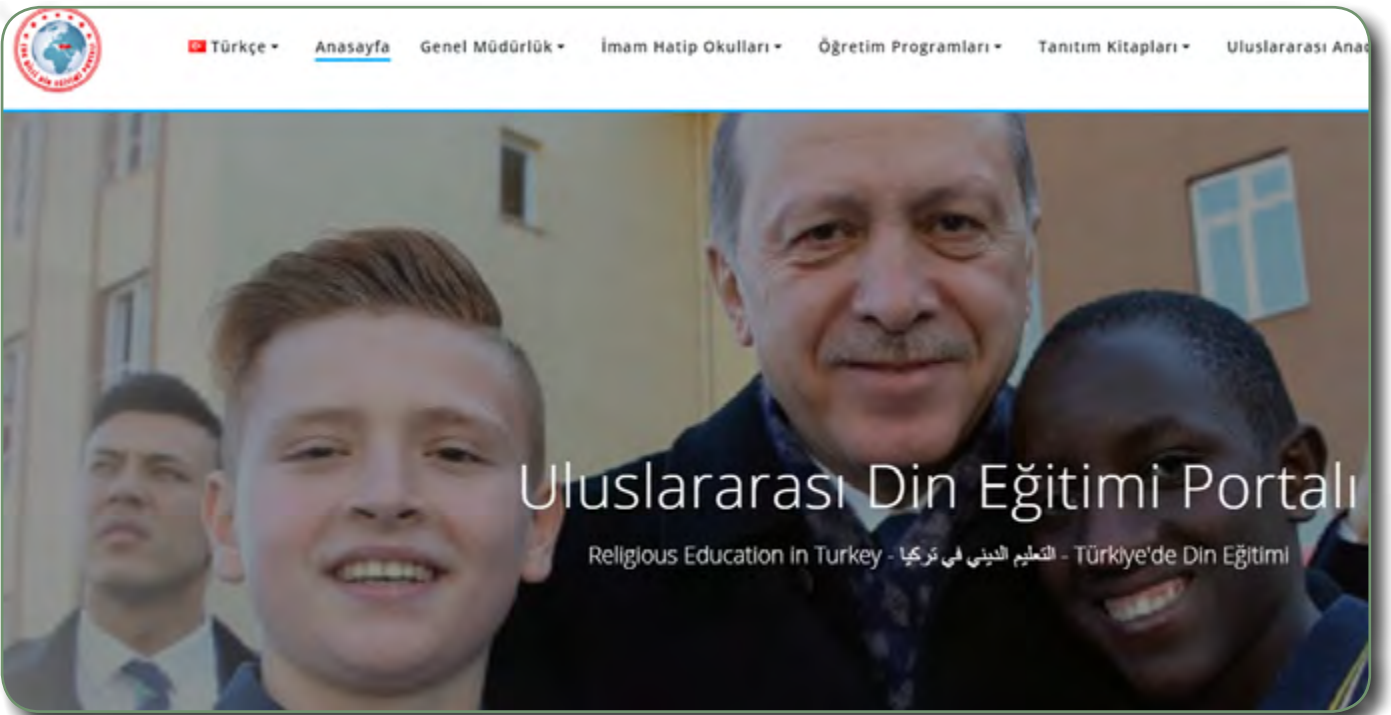 Türkçe
Anasayfa
Genel Müdürlük
İmam Hatip Okulları
Öğretim Programları
Tanıtım Kitapları
Uluslararası
Uluslararası Din Eğitimi Portalı
Religious Education in Turkey - التعليم الديني في تركيا - Türkiye'de Din Eğitimi